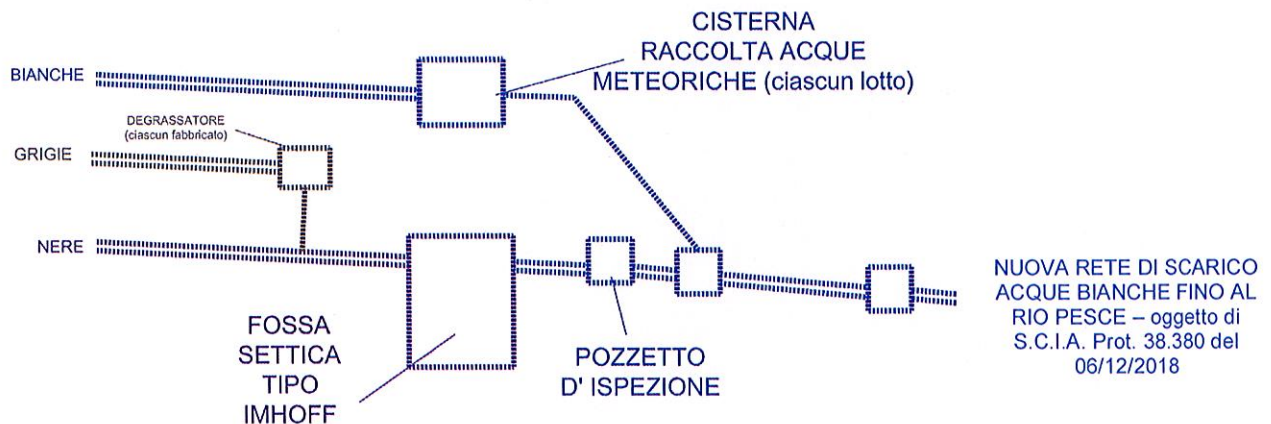 CISTERNA
RACCOLTA ACQUE
METEORICHE (ciascun lotto)
BIANCHE
DEGRASSATORE
(ciascun fabbricato)
GRIGIE
NERE
FOSSA
SETTICA
TIPO
IMHOFF
POZZETTO
D' ISPEZIONE
NUOVA RETE DI SCARICO
ACQUE BIANCHE FINO AL
RIO PESCE – oggetto di
S.C.I.A. Prot. 38.380 del
06/12/2018